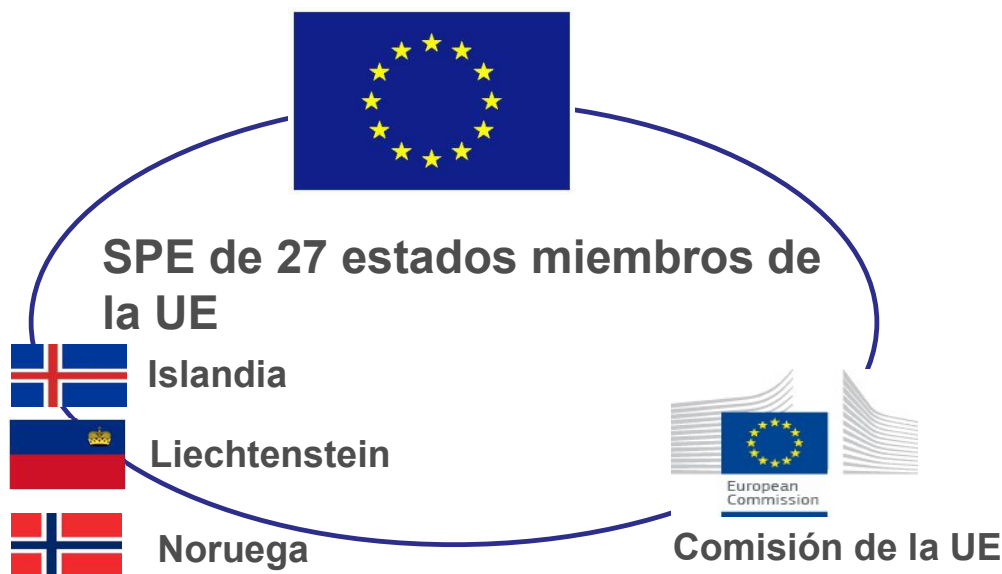 SPE de 27 estados miembros de
la UE
Islandia
Liechtenstein
Noruega
European
Commission
Comisión de la UE